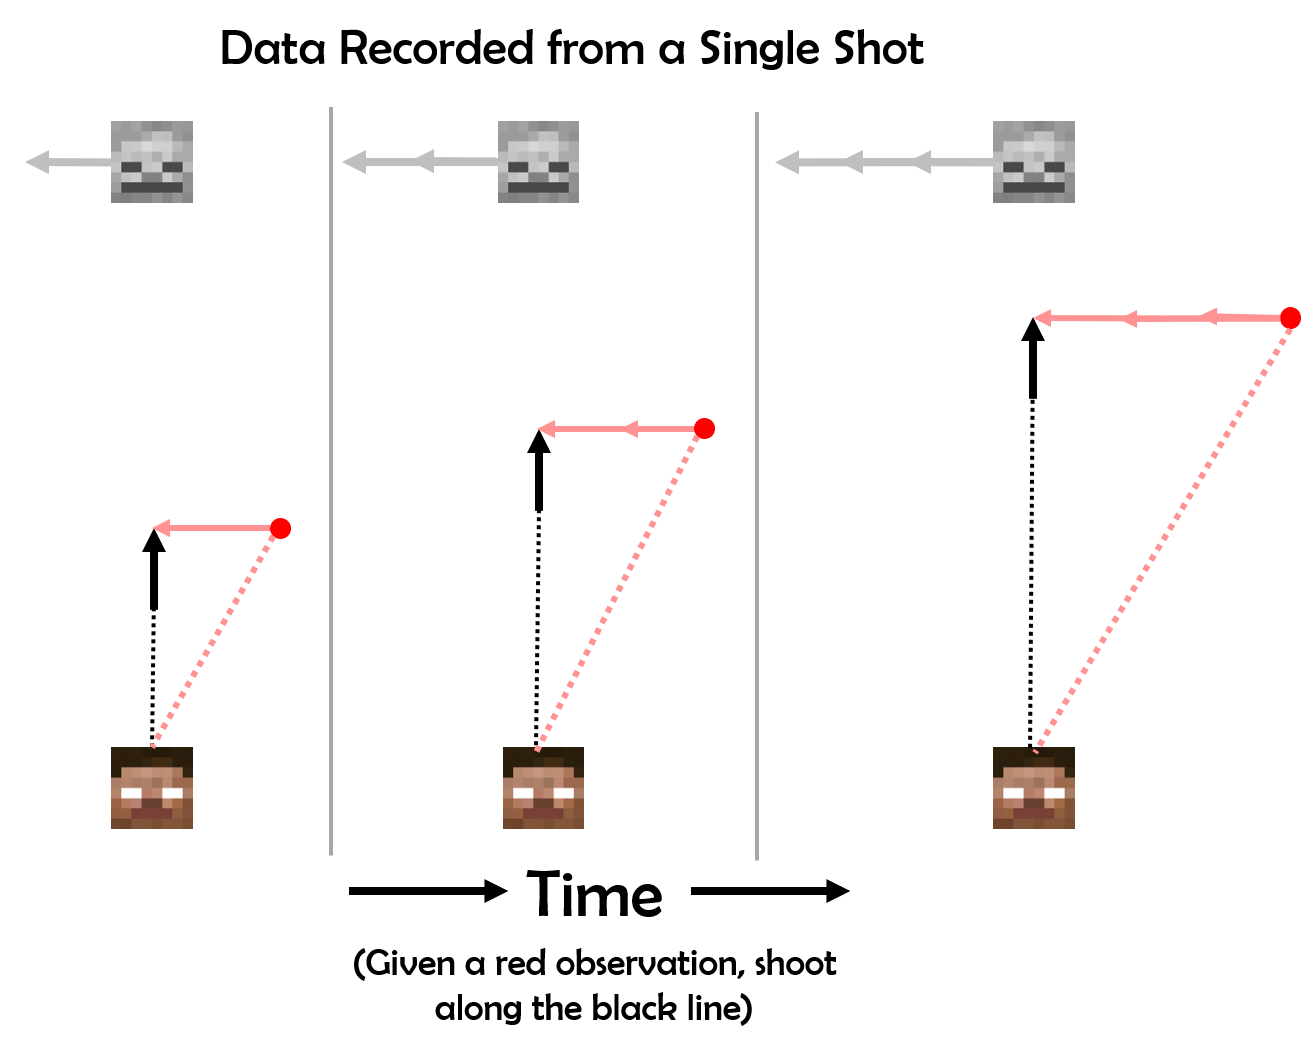 Data Recorded from a Single Shot
Time
(Given a red observation, shoot
along the black line)